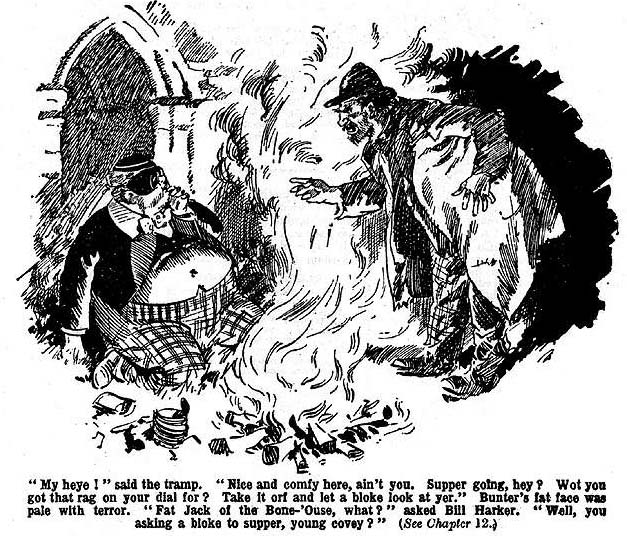 "My heye!" said the tramp. "Nice and comfy here, ain't you. Supper going, hey? Wot you
got that rag on your dial for? Take it orf and let a bloke look at yer." Bunter's fat face was
pale with terror. "Fat Jack of the Bone-'Ouse, what?" asked Bill Harker. "Well, you
asking a bloke to supper, young covey?" (See Chapter 12.)